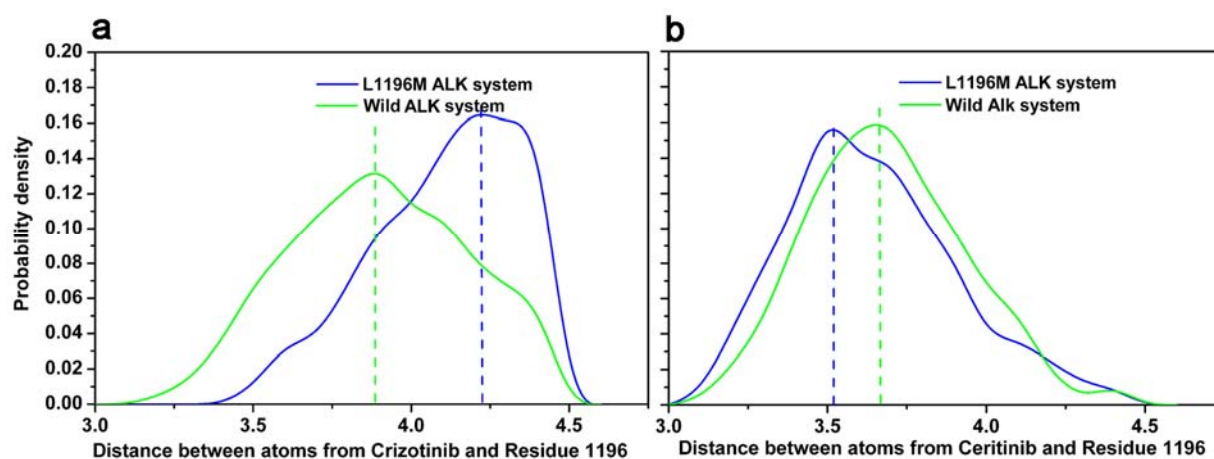 a
0.20
0.18
0.16
0.14
0.12
0.10
0.08
0.06
0.04
0.02
0.00
Probability density
L1196M ALK system
Wild ALK system
3.0 3.5 4.0 4.5
Distance between atoms from Crizotinib and Residue 1196
b
L1196M ALK system
Wild Alk system
3.0 3.5 4.0 4.5
Distance between atoms from Ceritinib and Residue 1196